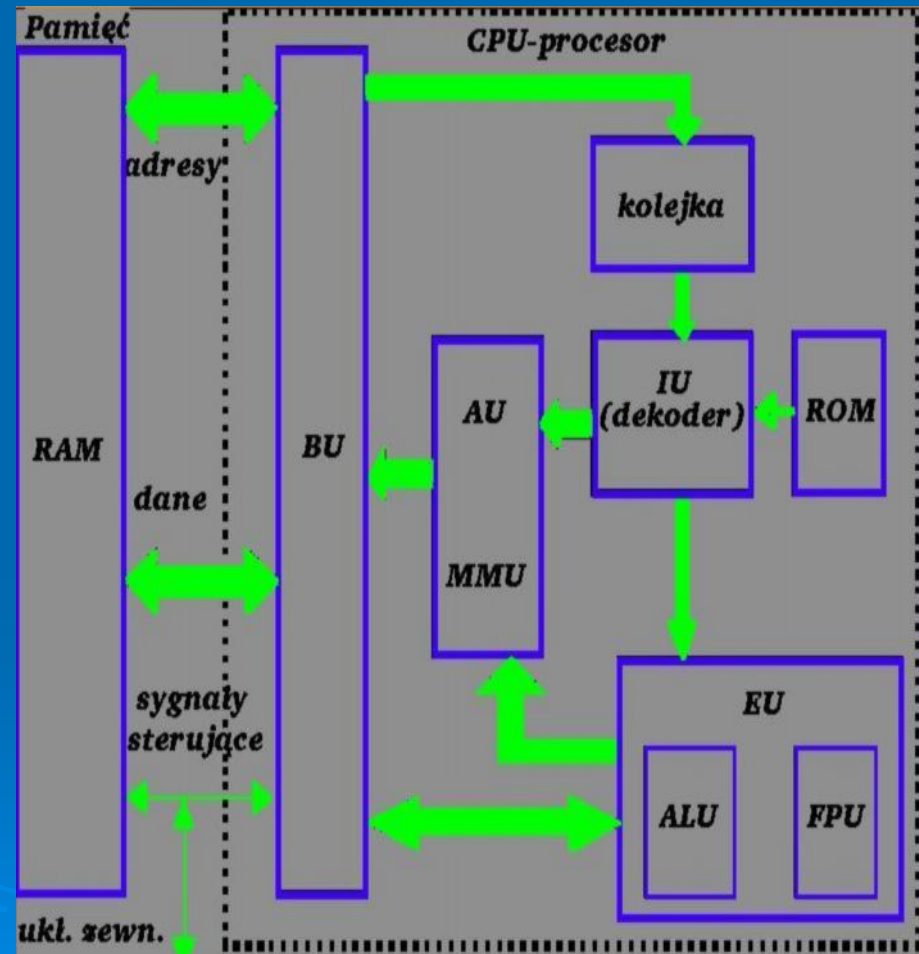 Pamięć
CPU-procesor
adresy
kolejka
IU
(dekoder)
ROM
AU
RAM
BU
dane
MMU
sygnały
sterujące
EU
ALU
FPU
ukł. zewn.